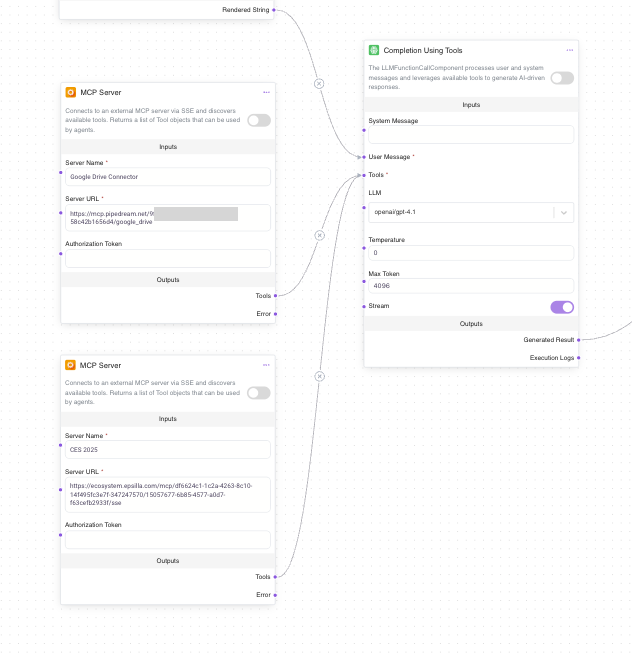 Rendered String
MCP Server
Connects to an external MCP server via SSE and discovers
available tools. Returns a list of Tool objects that can be used
by agents.
Inputs
Server Name *
Google Drive Connector
Server URL *
https://mcp.pipedream.net/9
58c42b1656d4/google_drive
Authorization Token
Outputs
Tools
Error
MCP Server
Connects to an external MCP server via SSE and discovers
available tools. Returns a list of Tool objects that can be used
by agents.
Inputs
Server Name *
CES 2025
Server URL *
https://ecosystem.epsilla.com/mcp/df6624c1-1c2a-4263-8c10-
14f495fc3e7f-347247570/15057677-6b85-4577-a0d7-
f63cefb2933f/sse
Authorization Token
Outputs
Tools
Error
Completion Using Tools
The LLMFunctionCallComponent processes user and system
messages and leverages available tools to generate AI-driven
responses.
Inputs
System Message
User Message *
Tools *
LLM
openai/gpt-4.1
Temperature
0
Max Token
4096
Stream
Outputs
Generated Result
Execution Logs